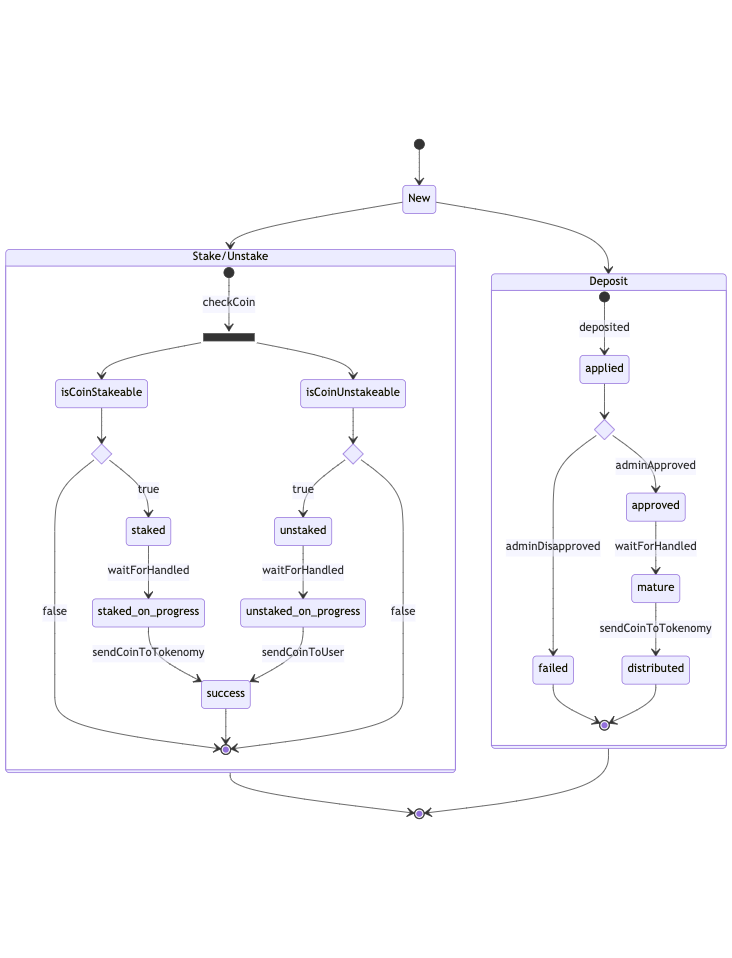 New
Stake/Unstake
checkCoin
isCoinStakeable
isCoinUnstakeable
true
true
staked
unstaked
waitForHandled
waitForHandled
false
staked_on_progress
unstaked_on_progress
false
sendCoinToTokenomy
sendCoinToUser
success
Deposit
deposited
applied
adminApproved
approved
adminDisapproved
waitForHandled
mature
sendCoinToTokenomy
failed
distributed